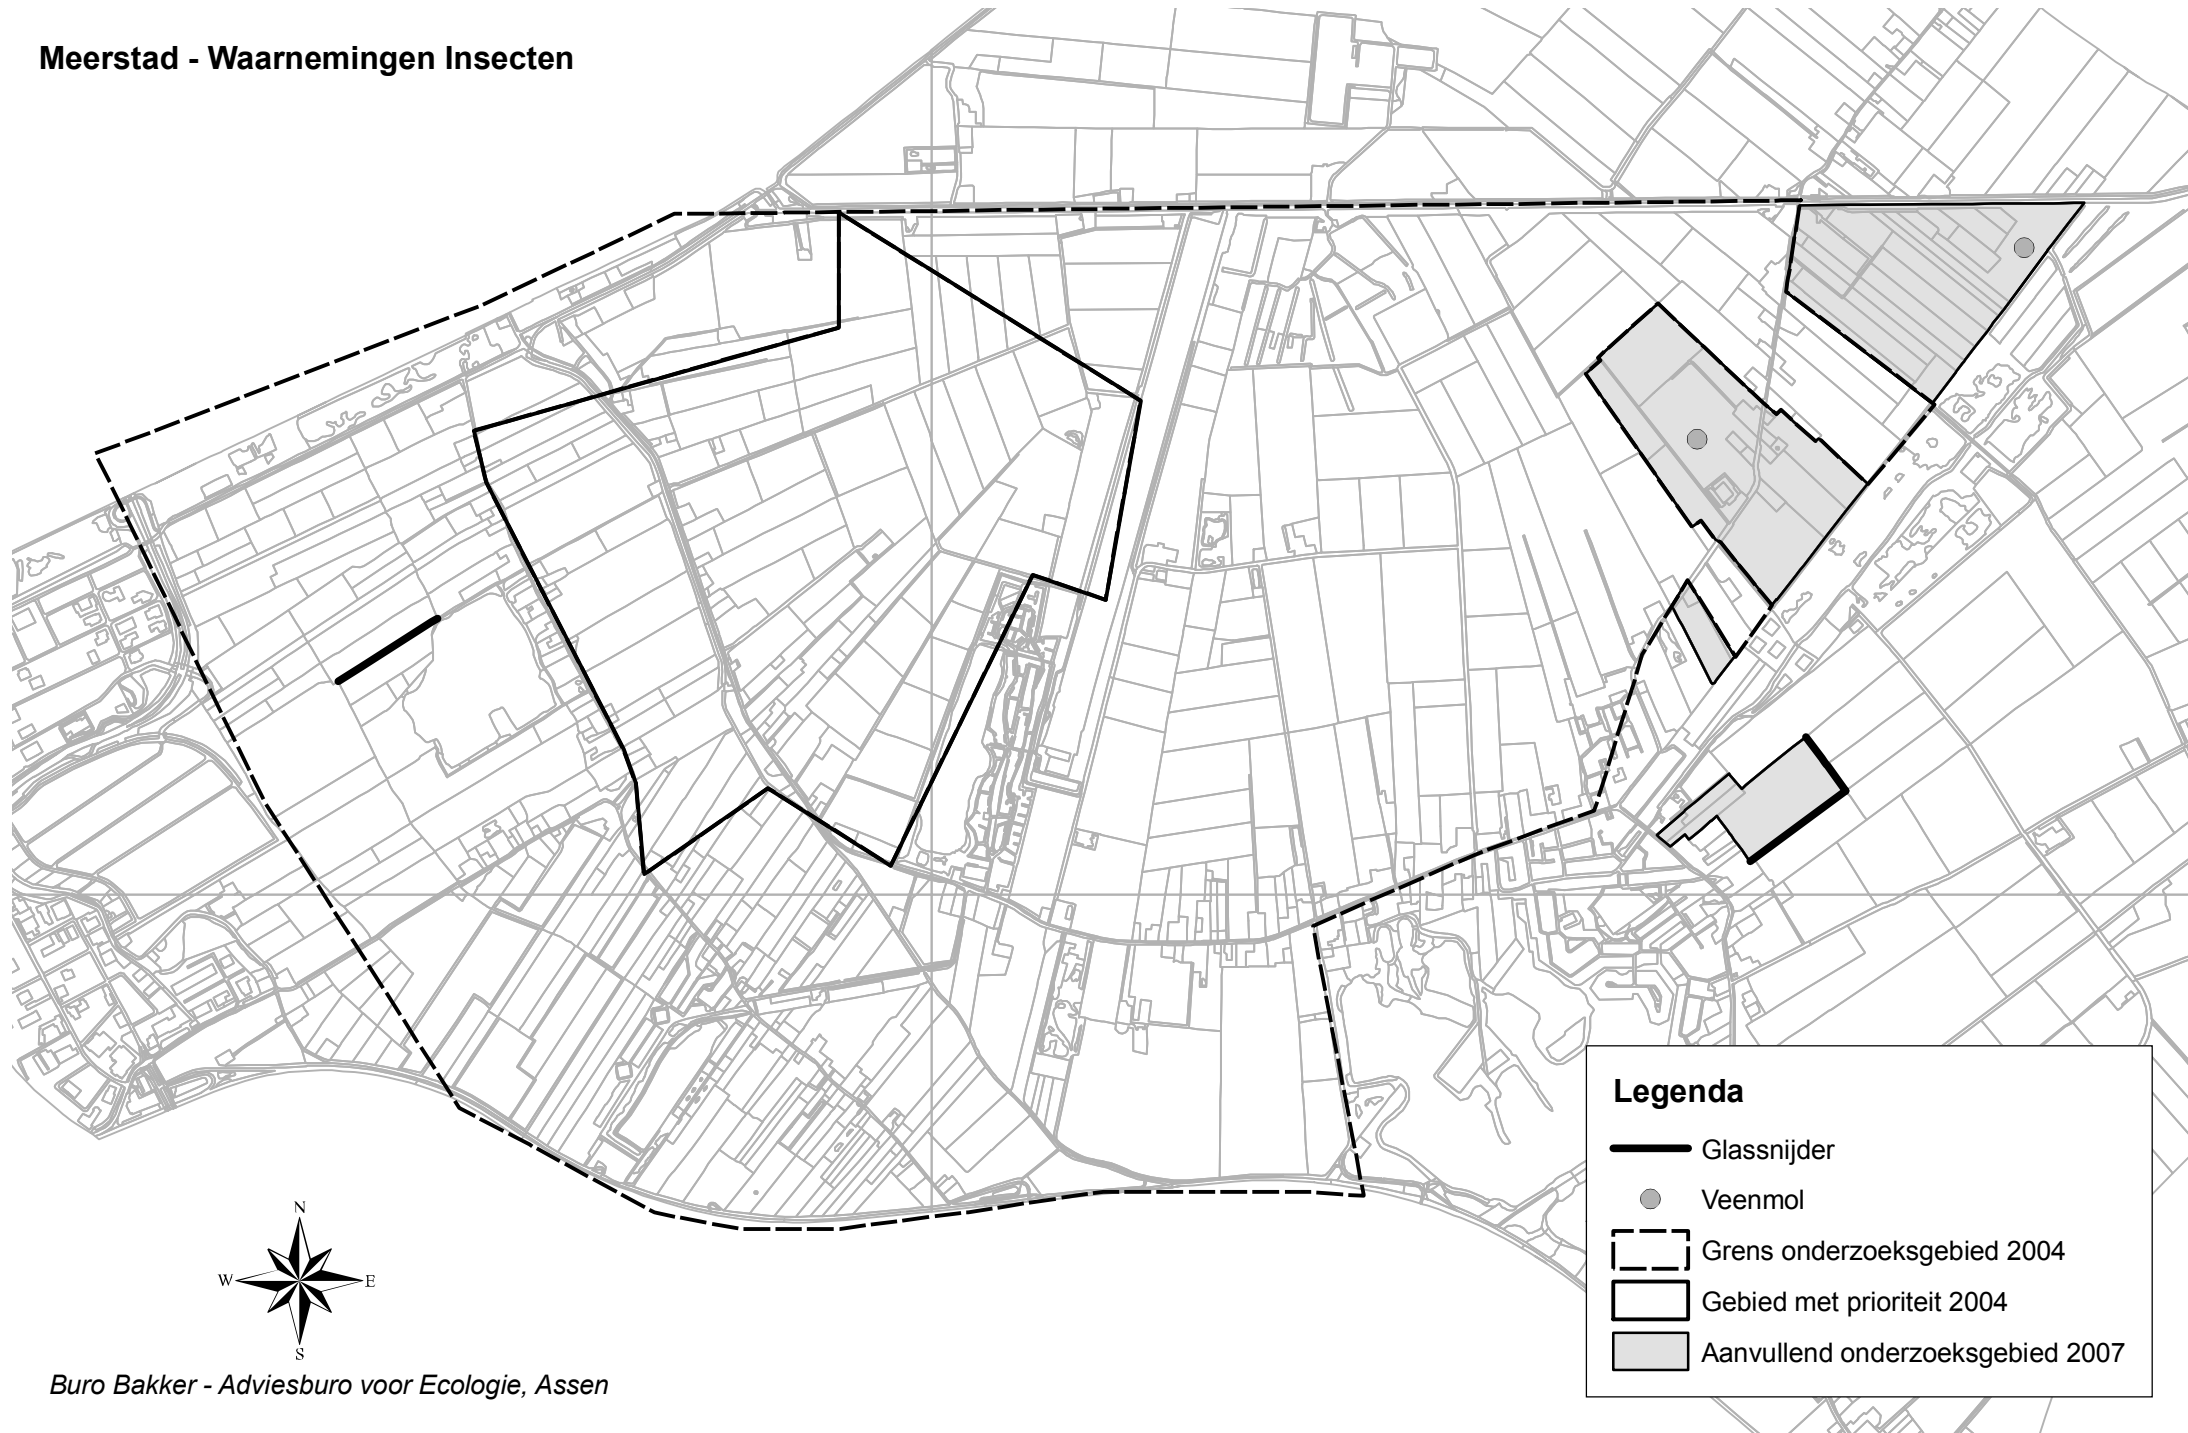 Meerstad - Waarnemingen Insecten
Legenda
Glassnijder
Veenmol
Grens onderzoeksgebied 2004
Gebied met prioriteit 2004
Aanvullend onderzoeksgebied 2007
N
W E
S
Buro Bakker - Adviesburo voor Ecologie, Assen